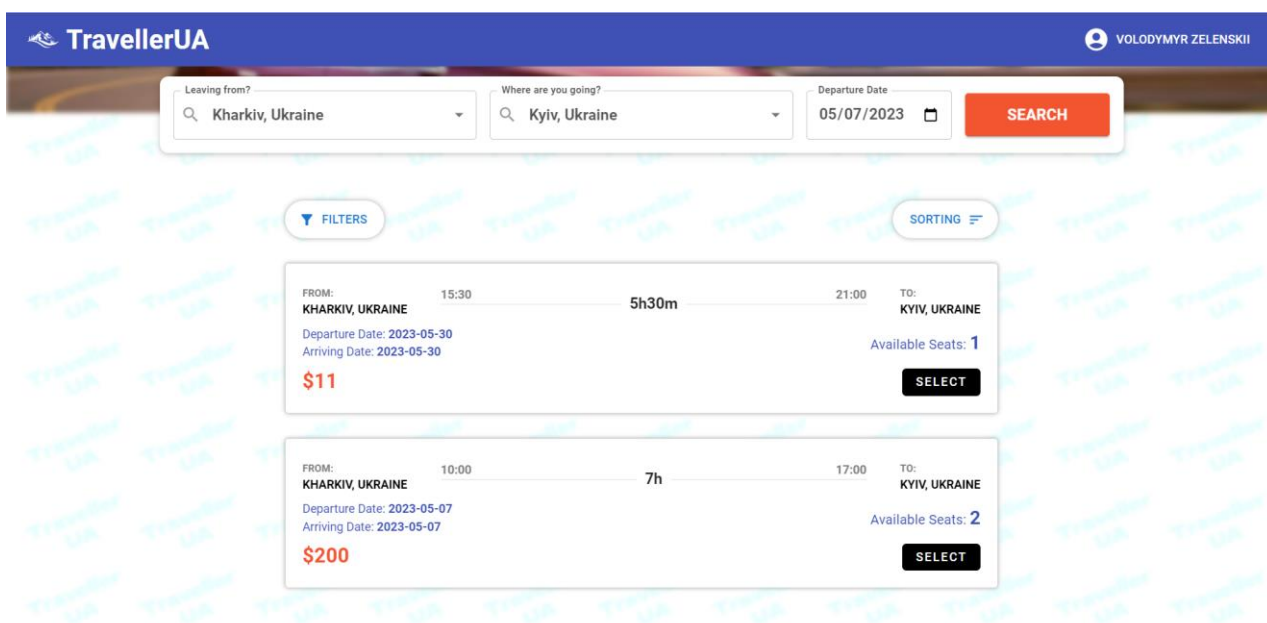 TravellerUA
VOLODYMYR ZELENSKII
Leaving from?
Where are you going?
Departure Date
Kharkiv, Ukraine
Kyiv, Ukraine
05/07/2023
SEARCH
FILTERS
SORTING
FROM:
KHARKIV, UKRAINE
15:30
5h30m
21:00
TO:
KYIV, UKRAINE
Departure Date: 2023-05-30
Arriving Date: 2023-05-30
Available Seats: 1
$11
SELECT
FROM:
KHARKIV, UKRAINE
10:00
7h
17:00
TO:
KYIV, UKRAINE
Departure Date: 2023-05-07
Arriving Date: 2023-05-07
Available Seats: 2
$200
SELECT